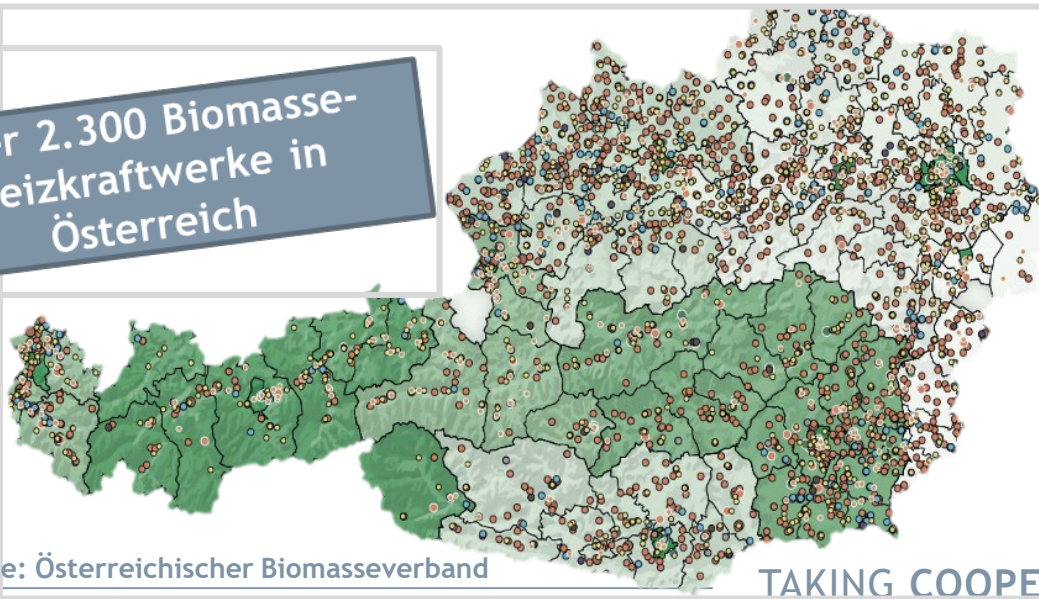 r 2.300 Biomasse-
eizkraftwerke in
Österreich
e: Österreichischer Biomasseverband
TAKING COOPE